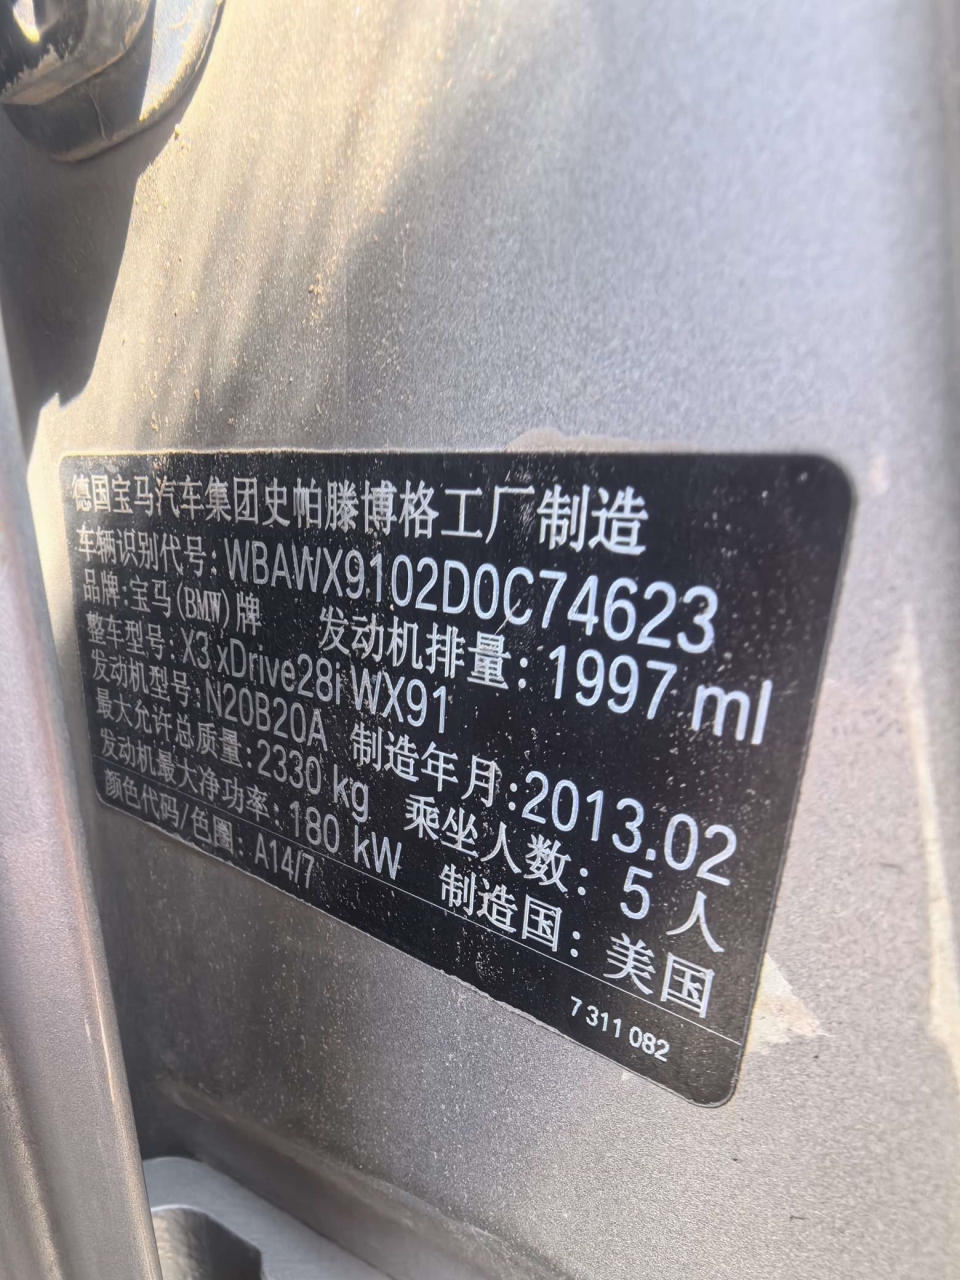 德国宝马汽车集团史帕滕博格工厂制造
车辆识别代号: WBAWX9102D0C74623
品牌: 宝马(BMW)牌 发动机排量: 1997 ml
整车型号: X3 xDrive28i WX91
发动机型号: N20B20A 制造年月: 2013.02
最大允许总质量: 2330 kg 乘坐人数: 5 人
发动机最大净功率: 180 kW 制造国: 美国
颜色代码/色圖: A14/7
7 311 082